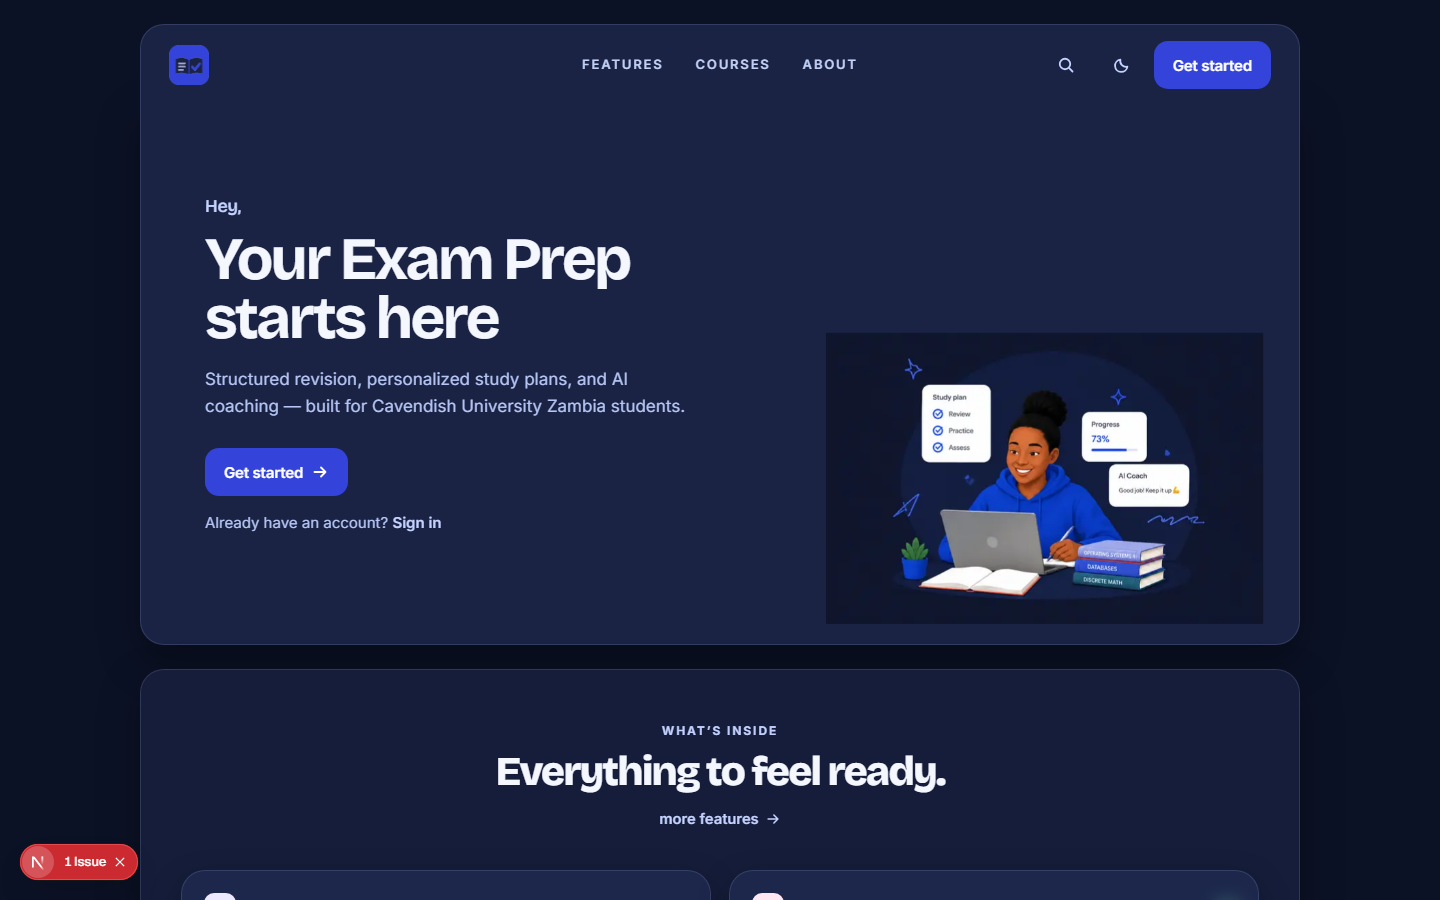 FEATURES
COURSES
ABOUT
Get started
Hey,
Your Exam Prep
starts here
Structured revision, personalized study plans, and AI
coaching — built for Cavendish University Zambia students.
Get started →
Already have an account? Sign in
Study plan
Review
Practice
Assess
Progress
73%
AI Coach
Good job! Keep it up 💪
OPERATING SYSTEMS
DATABASES
DISCRETE MATH
WHAT’S INSIDE
Everything to feel ready.
more features →
N
1 Issue ×